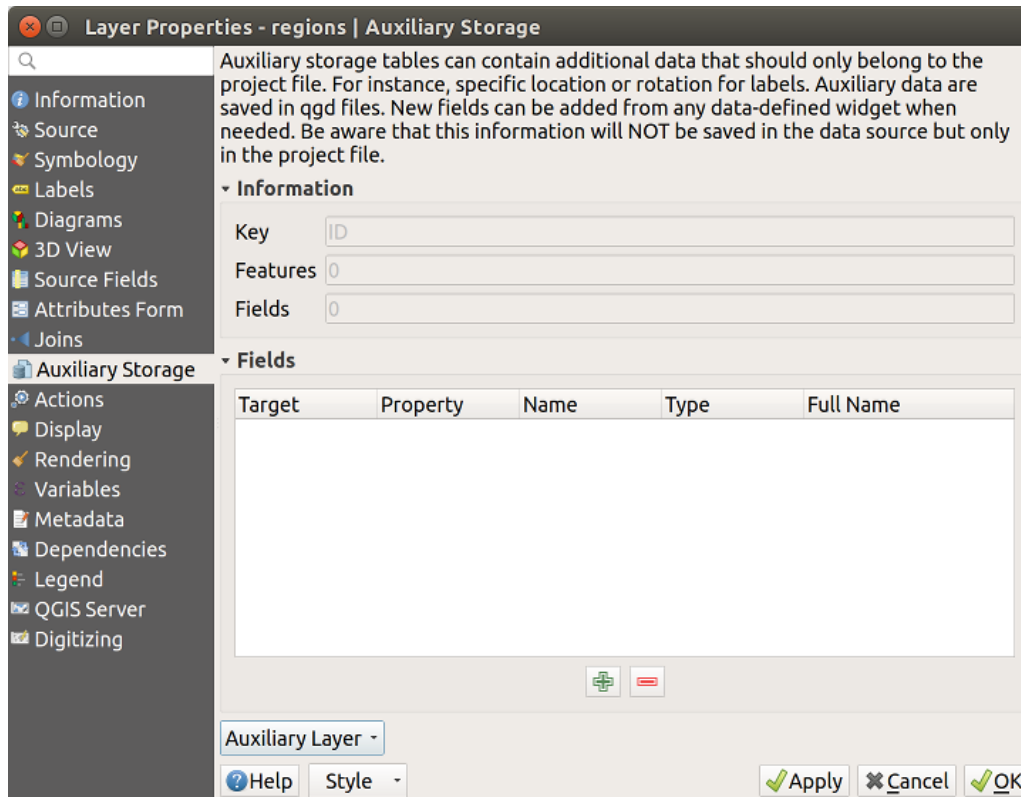 Layer Properties - regions | Auxiliary Storage
Information
Source
Symbology
Labels
Diagrams
3D View
Source Fields
Attributes Form
Joins
Auxiliary Storage
Actions
Display
Rendering
Variables
Metadata
Dependencies
Legend
QGIS Server
Digitizing
Auxiliary storage tables can contain additional data that should only belong to the
project file. For instance, specific location or rotation for labels. Auxiliary data are
saved in qgd files. New fields can be added from any data-defined widget when
needed. Be aware that this information will NOT be saved in the data source but only
in the project file.
Information
Key ID
Features 0
Fields 0
Fields
Target Property Name Type Full Name
Auxiliary Layer
Help Style Apply Cancel OK